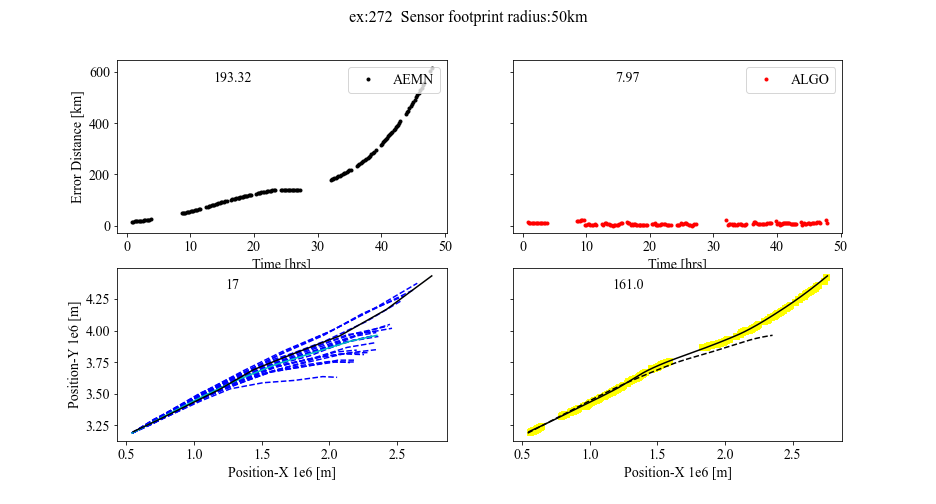 ex:272 Sensor footprint radius:50km
193.32
AEMN
7.97
ALGO
Error Distance [km]
600
400
200
0
0 10 20 30 40 50
0 10 20 30 40 50
Time [hrs]
Time [hrs]
17
161.0
Position-Y 1e6 [m]
4.25
4.00
3.75
3.50
3.25
0.5 1.0 1.5 2.0 2.5
0.5 1.0 1.5 2.0 2.5
Position-X 1e6 [m]
Position-X 1e6 [m]